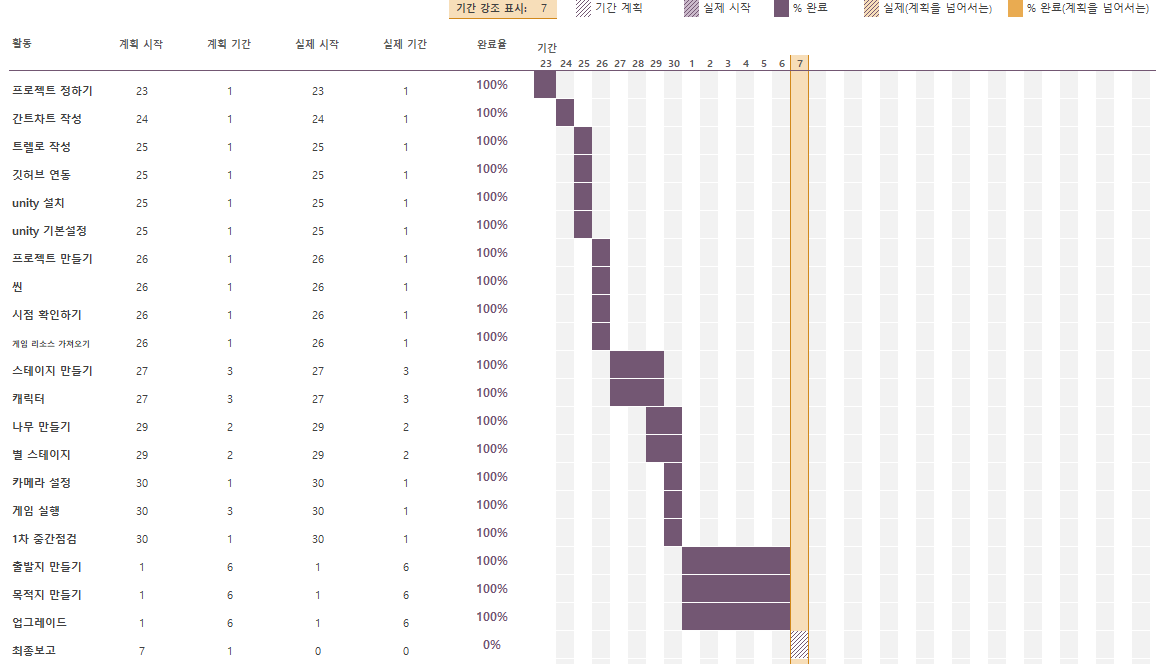 기간 강조 표시: 7 기간 계획 실제 시작 % 완료 실제(계획을 넘어서는) % 완료(계획을 넘어서는)
활동 계획 시작 계획 기간 실제 시작 실제 기간 완료율 기간
23 24 25 26 27 28 29 30 1 2 3 4 5 6 7
프로젝트 정하기 23 1 23 1 100%
간트차트 작성 24 1 24 1 100%
트렐로 작성 25 1 25 1 100%
깃허브 연동 25 1 25 1 100%
unity 설치 25 1 25 1 100%
unity 기본설정 25 1 25 1 100%
프로젝트 만들기 26 1 26 1 100%
씬 26 1 26 1 100%
시점 확인하기 26 1 26 1 100%
게임 리소스 가져오기 26 1 26 1 100%
스테이지 만들기 27 3 27 3 100%
캐릭터 27 3 27 3 100%
나무 만들기 29 2 29 2 100%
별 스테이지 29 2 29 2 100%
카메라 설정 30 1 30 1 100%
게임 실행 30 3 30 1 100%
1차 중간점검 30 1 30 1 100%
출발지 만들기 1 6 1 6 100%
목적지 만들기 1 6 1 6 100%
업그레이드 1 6 1 6 100%
최종보고 7 1 0 0 0%